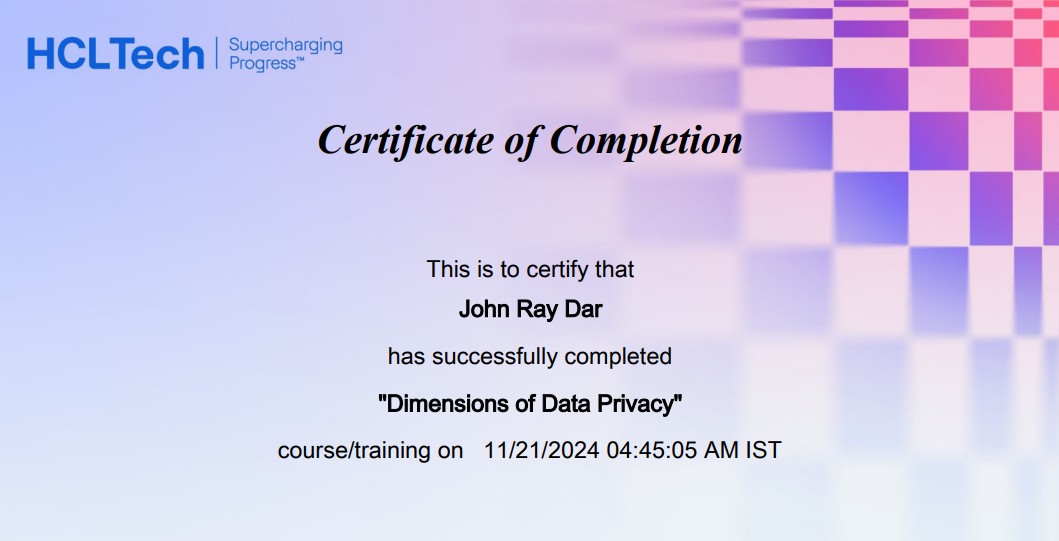 HCLTech | Supercharging
Progress™
Certificate of Completion
This is to certify that
John Ray Dar
has successfully completed
"Dimensions of Data Privacy"
course/training on 11/21/2024 04:45:05 AM IST